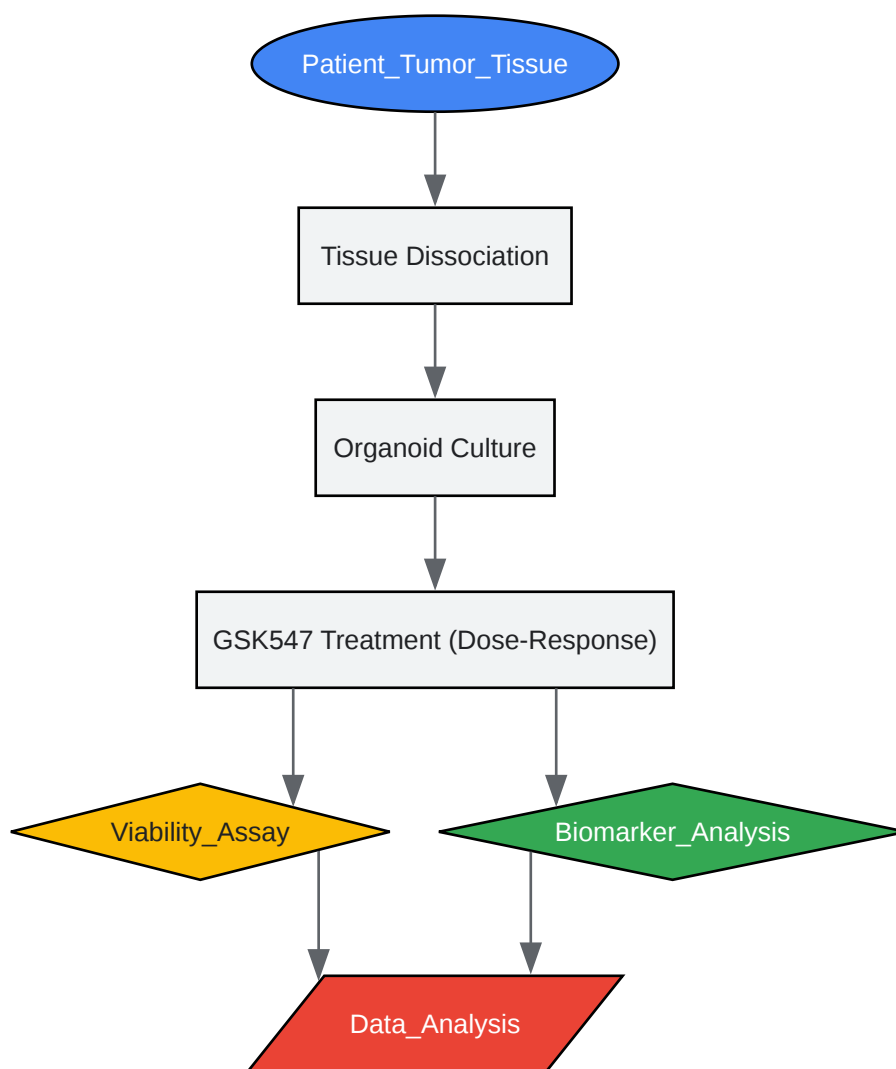 Patient_Tumor_Tissue
Tissue Dissociation
Organoid Culture
GSK547 Treatment (Dose-Response)
Viability_Assay
Biomarker_Analysis
Data_Analysis